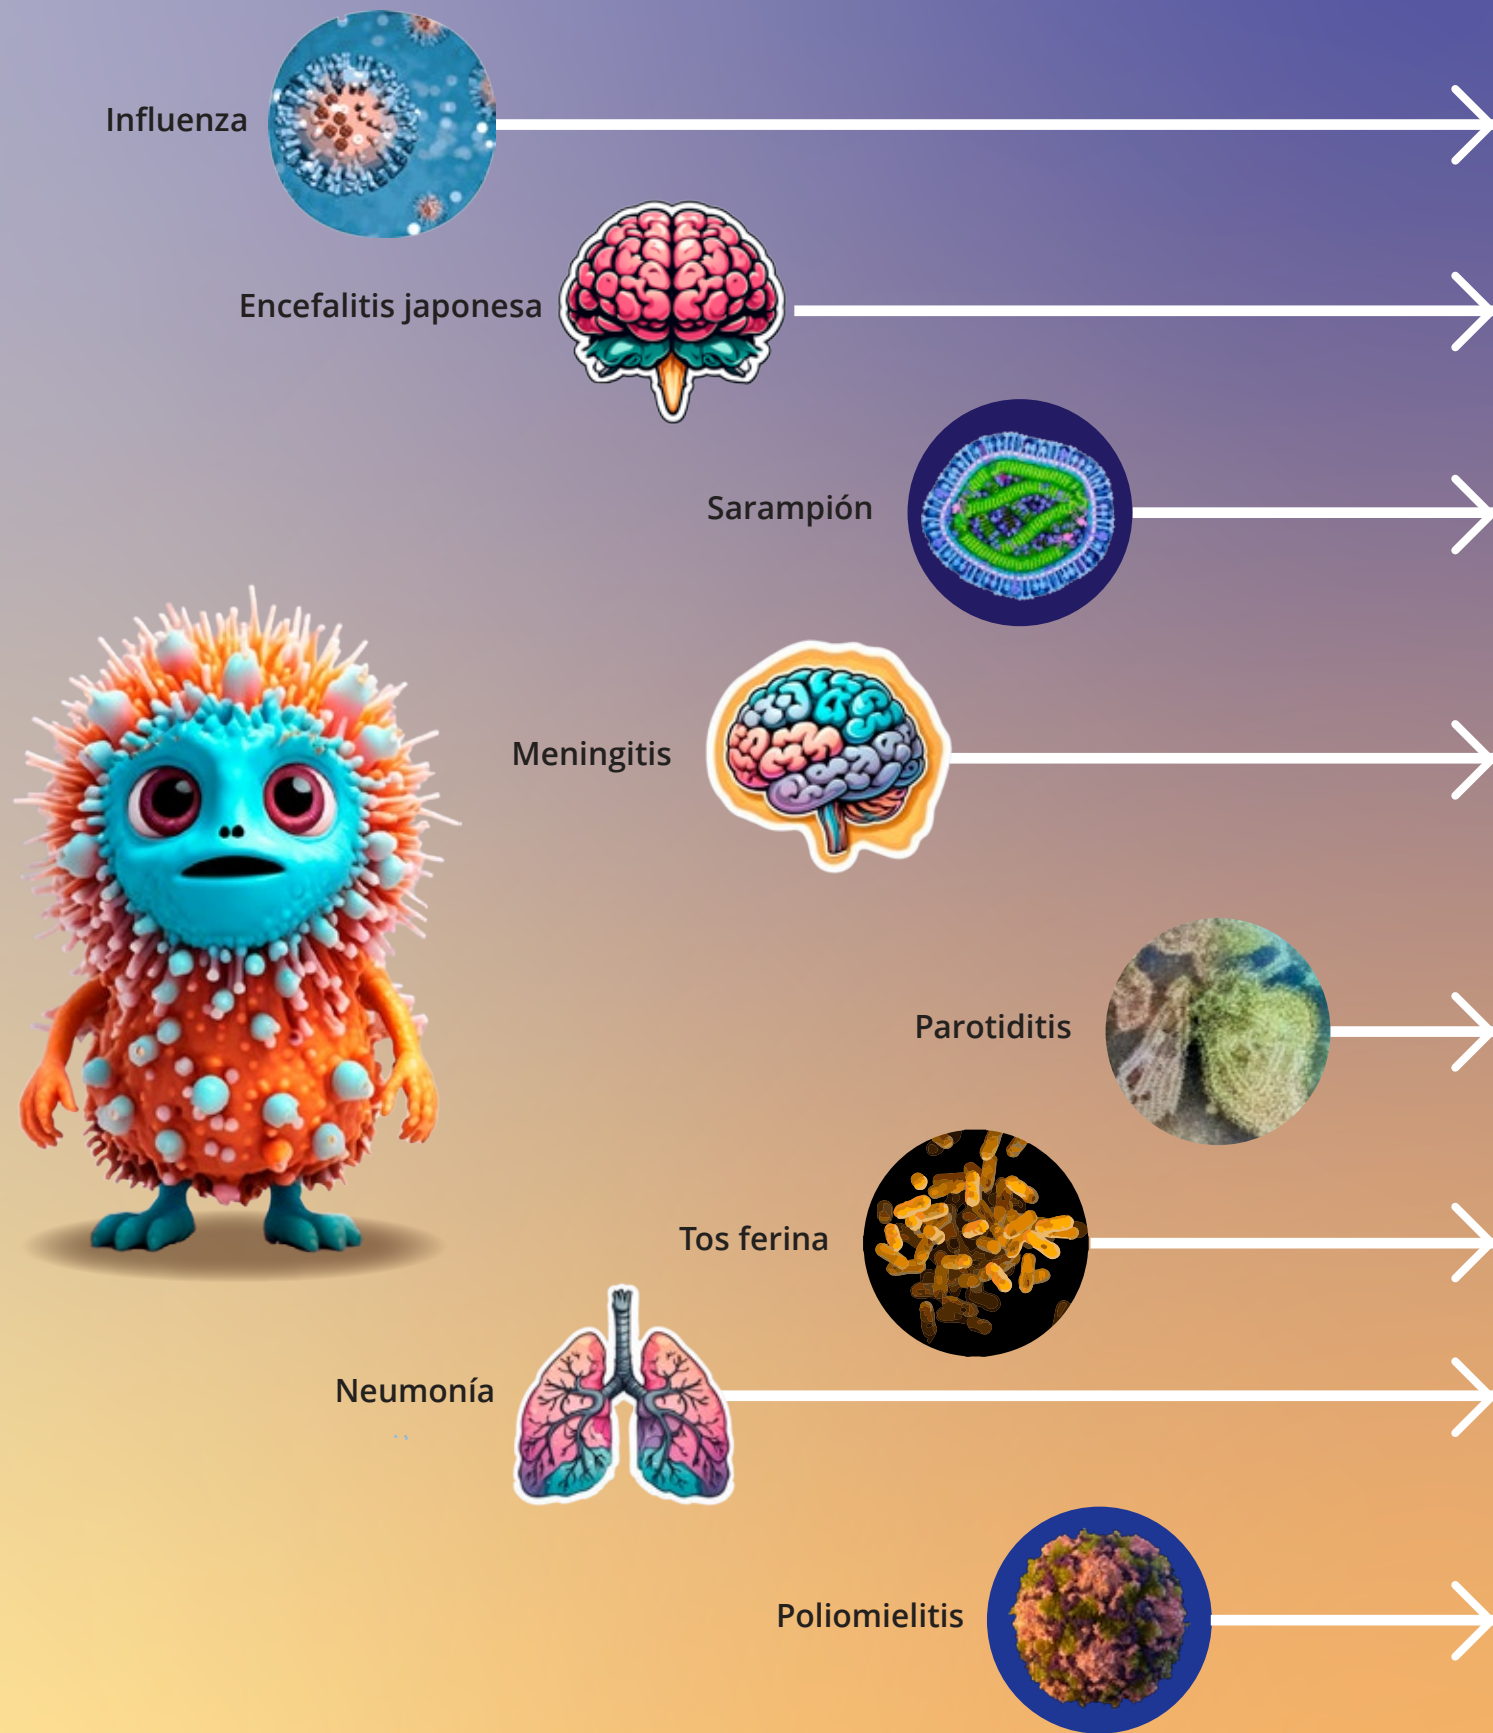 Influenza
Encefalitis japonesa
Sarampión
Meningitis
Parotiditis
Tos ferina
Neumonía
Poliomielitis